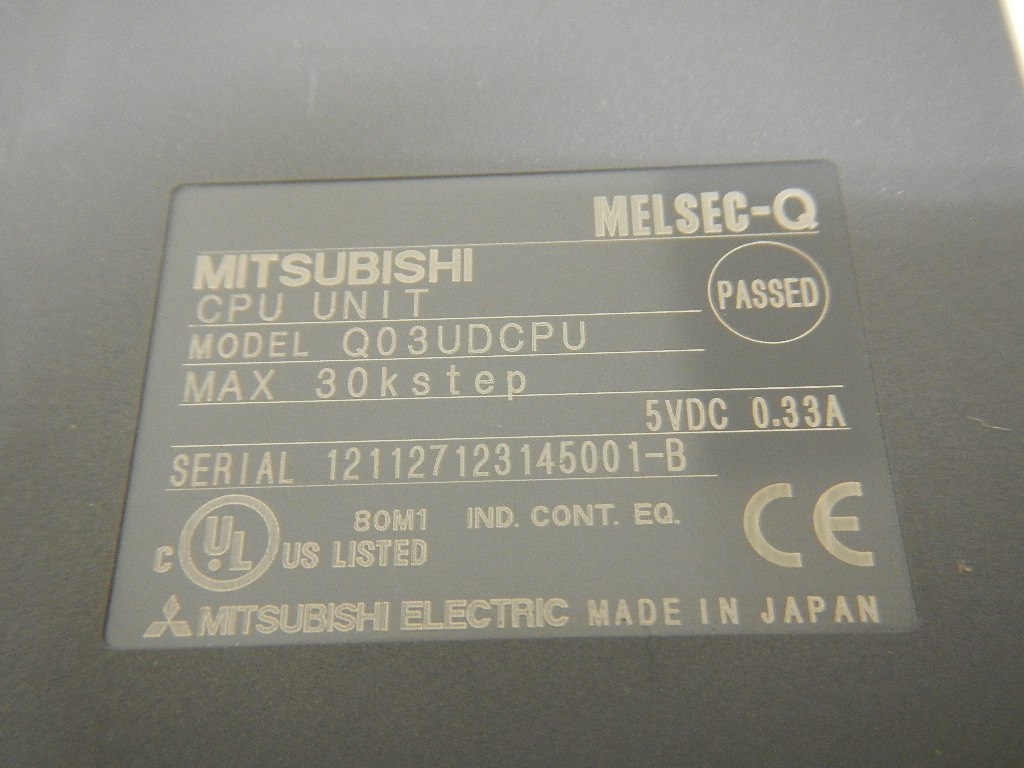 MELSEC-Q
MITSUBISHI
CPU UNIT
PASSED
MODEL Q03UDCPU
MAX 30kstep
5VDC 0.33A
SERIAL 121127123145001-B
80M1 IND. CONT. EQ.
C UL US LISTED
CE
MITSUBISHI ELECTRIC MADE IN JAPAN